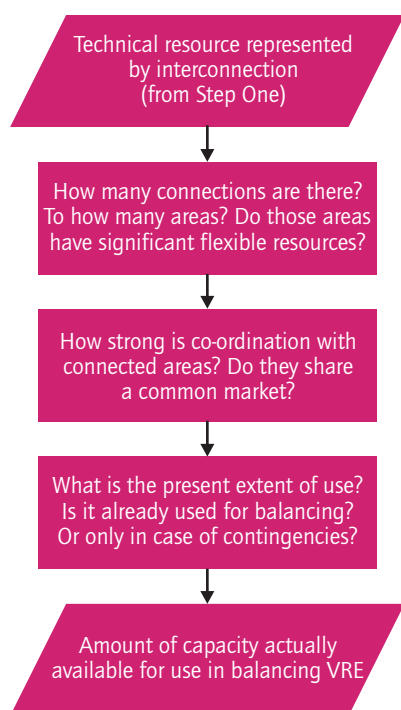 Technical resource represented
by interconnection
(from Step One)
How many connections are there?
To how many areas? Do those areas
have significant flexible resources?
How strong is co-ordination with
connected areas? Do they share
a common market?
What is the present extent of use?
Is it already used for balancing?
Or only in case of contingencies?
Amount of capacity actually
available for use in balancing VRE